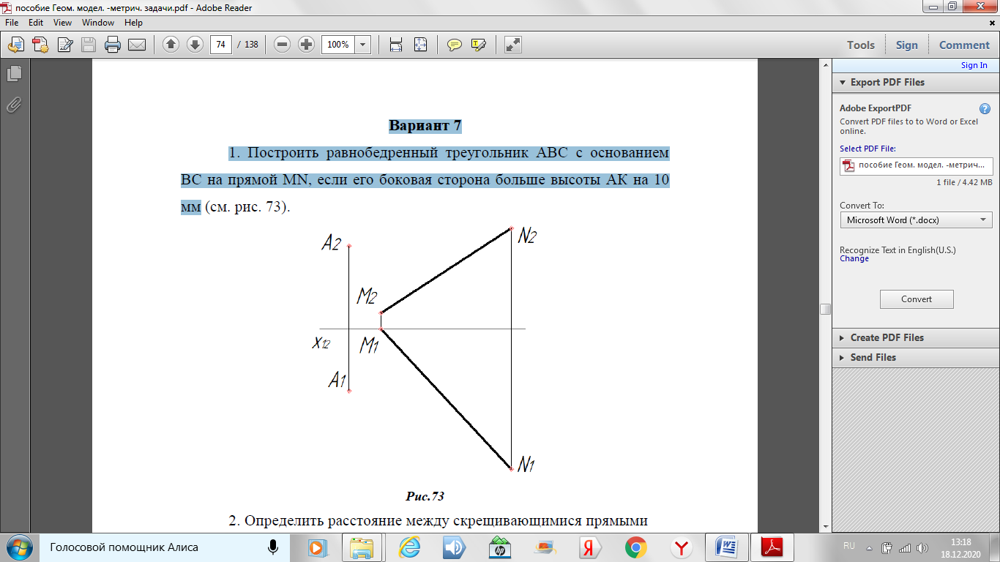 пособие Геом. модел. -метрич. задачи.pdf - Adobe Reader
File Edit View Window Help
74 / 138 100% Tools Sign Comment
Sign In
Export PDF Files
Adobe ExportPDF
Convert PDF files to to Word or Excel
online.
Select PDF File:
пособие Геом. модел. -метрич...
1 file / 4.42 MB
Convert To:
Microsoft Word (*.docx)
Recognize Text in English(U.S.)
Change
Convert
Create PDF Files
Send Files
Вариант 7
1. Построить равнобедренный треугольник ABC с основанием
BC на прямой MN, если его боковая сторона больше высоты АК на 10
мм (см. рис. 73).
A2
N2
M2
X12
M1
A1
N1
Рис.73
2. Определить расстояние между скрещивающимися прямыми
Голосовой помощник Алиса
RU
13:18
18.12.2020